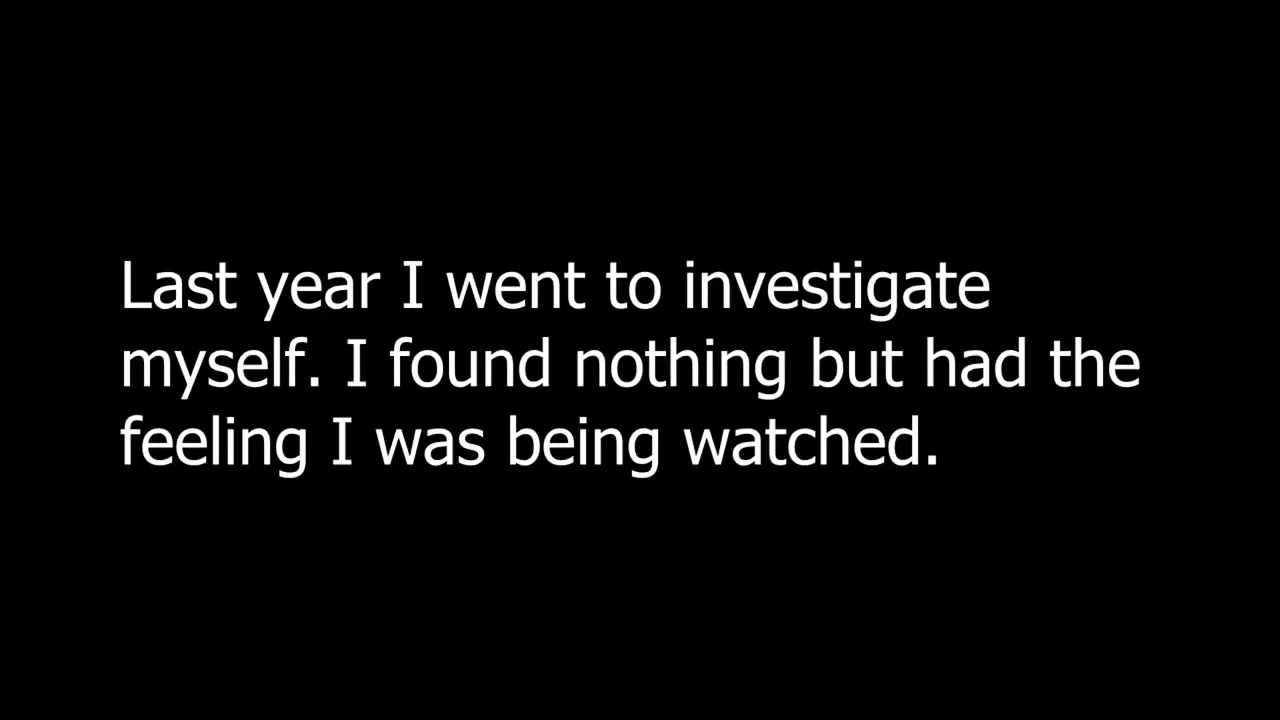 Last year I went to investigate
myself. I found nothing but had the
feeling I was being watched.